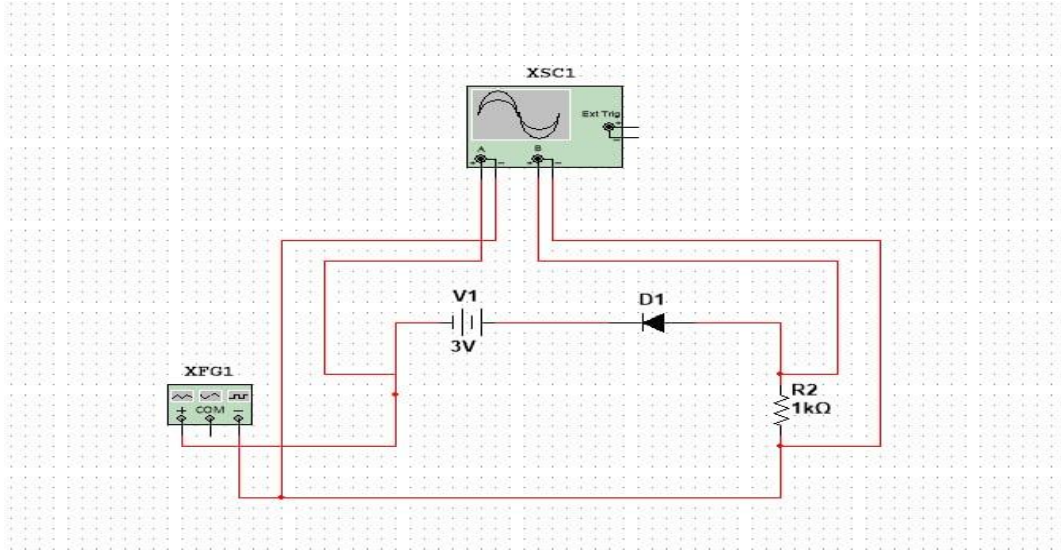 XSC1
Ext Trig
+
-
A
B
+ - + -
V1
3V
D1
XFG1
+ COM -
R2
1kΩ